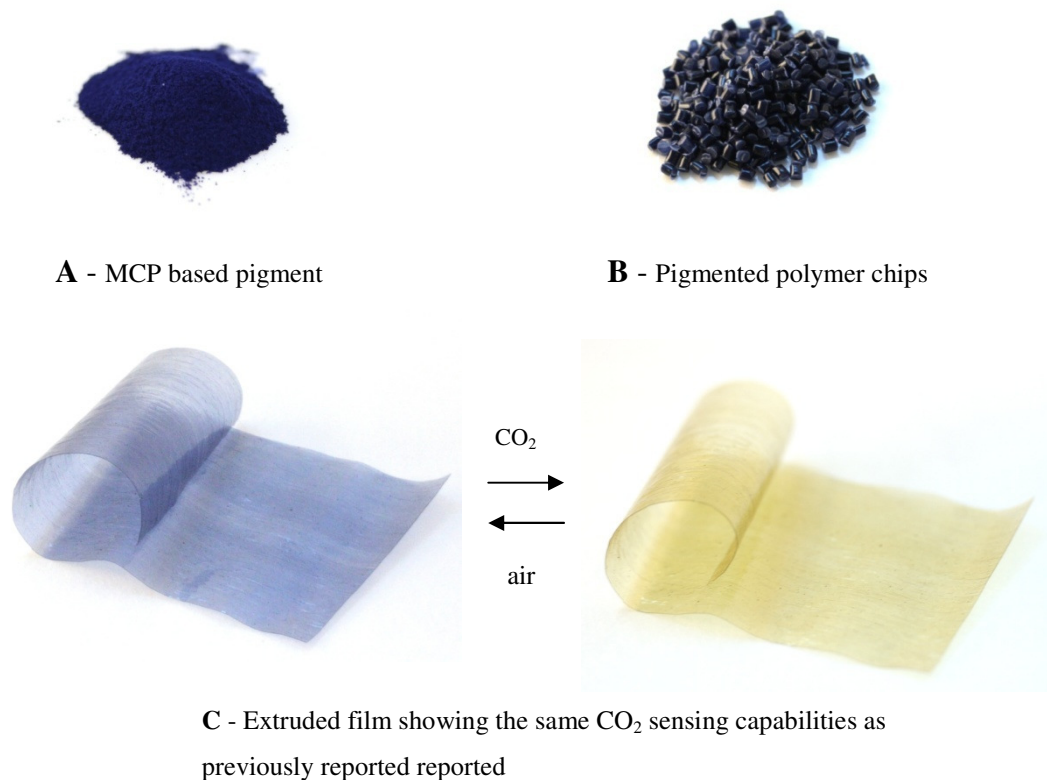 A - MCP based pigment
B - Pigmented polymer chips
CO₂
air
C - Extruded film showing the same CO₂ sensing capabilities as
previously reported reported